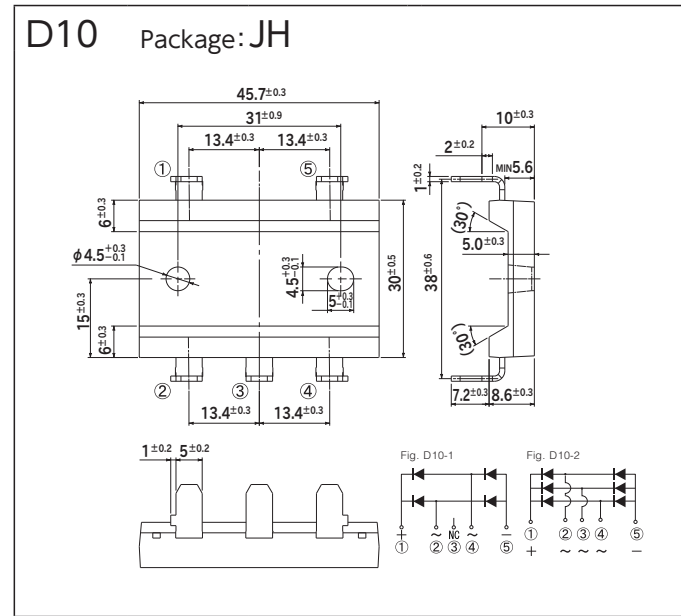 D10 Package: JH
45.7±0.3
31±0.9
13.4±0.3 13.4±0.3
① ⑤
6±0.3
φ4.5+0.3-0.1
4.5+0.3-0.1
5+0.3-0.1
30±0.5
15±0.3
6±0.3
② ③ ④
13.4±0.3 13.4±0.3
10±0.3
2±0.2
MIN5.6
1±0.2
(30°)
5.0±0.3
38±0.6
(30°)
7.2±0.3 8.6±0.3
1±0.2 5±0.2
Fig. D10-1
+ ~ NC ~ −
① ② ③ ④ ⑤
Fig. D10-2
① ② ③ ④ ⑤
+ ~ ~ ~ −